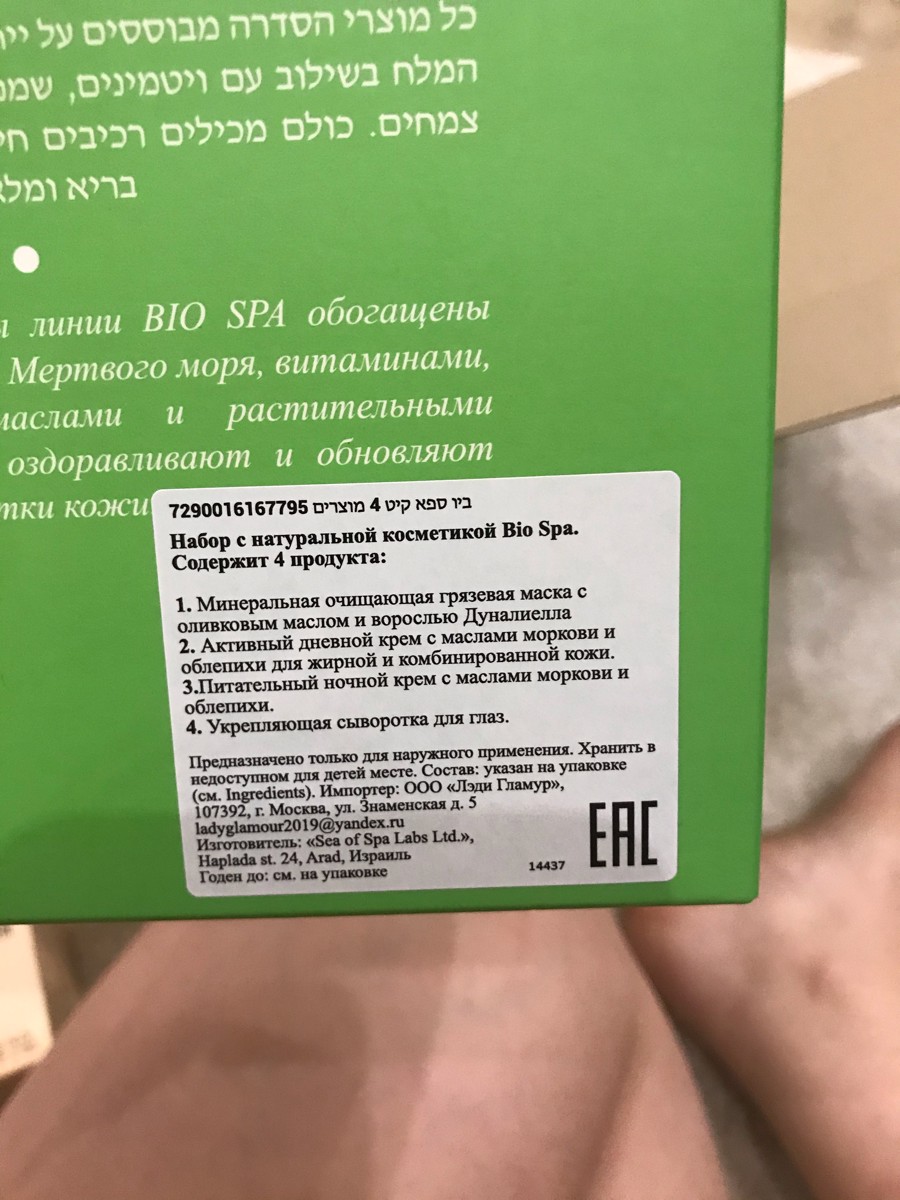 כל מוצרי הסדרה מבוססים על
המלח בשילוב עם ויטמינים,
צמחים. כולם מכילים רכיבים
בריא
линии BIO SPA обогащены
Мертвого моря, витаминами,
и растительными
оздоравливают и обновляют
кожи
7290016167795 ביו ספא קיט 4 מוצרים
Набор с натуральной косметикой Bio Spa.
Содержит 4 продукта:
1. Минеральная очищающая грязевая маска с
оливковым маслом и ворослью Дуналиелла
2. Активный дневной крем с маслами моркови и
облепихи для жирной и комбинированной кожи.
3.Питательный ночной крем с маслами моркови и
облепихи.
4. Укрепляющая сыворотка для глаз.
Предназначено только для наружного применения. Хранить в
недоступном для детей месте. Состав: указан на упаковке
(см. Ingredients). Импортер: ООО «Лэди Гламур»,
107392, г. Москва, ул. Знаменская д. 5
ladyglamour2019@yandex.ru
Изготовитель: «Sea of Spa Labs Ltd.»,
Haplada st. 24, Arad, Израиль
Годен до: см. на упаковке
14437
EAC